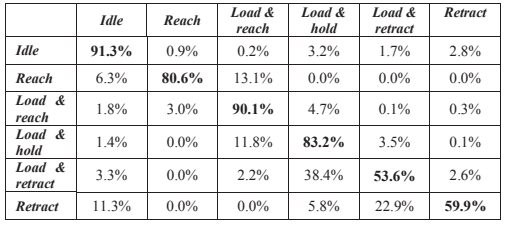 Idle Reach Load & reach Load & hold Load & retract Retract
Idle 91.3% 0.9% 0.2% 3.2% 1.7% 2.8%
Reach 6.3% 80.6% 13.1% 0.0% 0.0% 0.0%
Load & reach 1.8% 3.0% 90.1% 4.7% 0.1% 0.3%
Load & hold 1.4% 0.0% 11.8% 83.2% 3.5% 0.1%
Load & retract 3.3% 0.0% 2.2% 38.4% 53.6% 2.6%
Retract 11.3% 0.0% 0.0% 5.8% 22.9% 59.9%